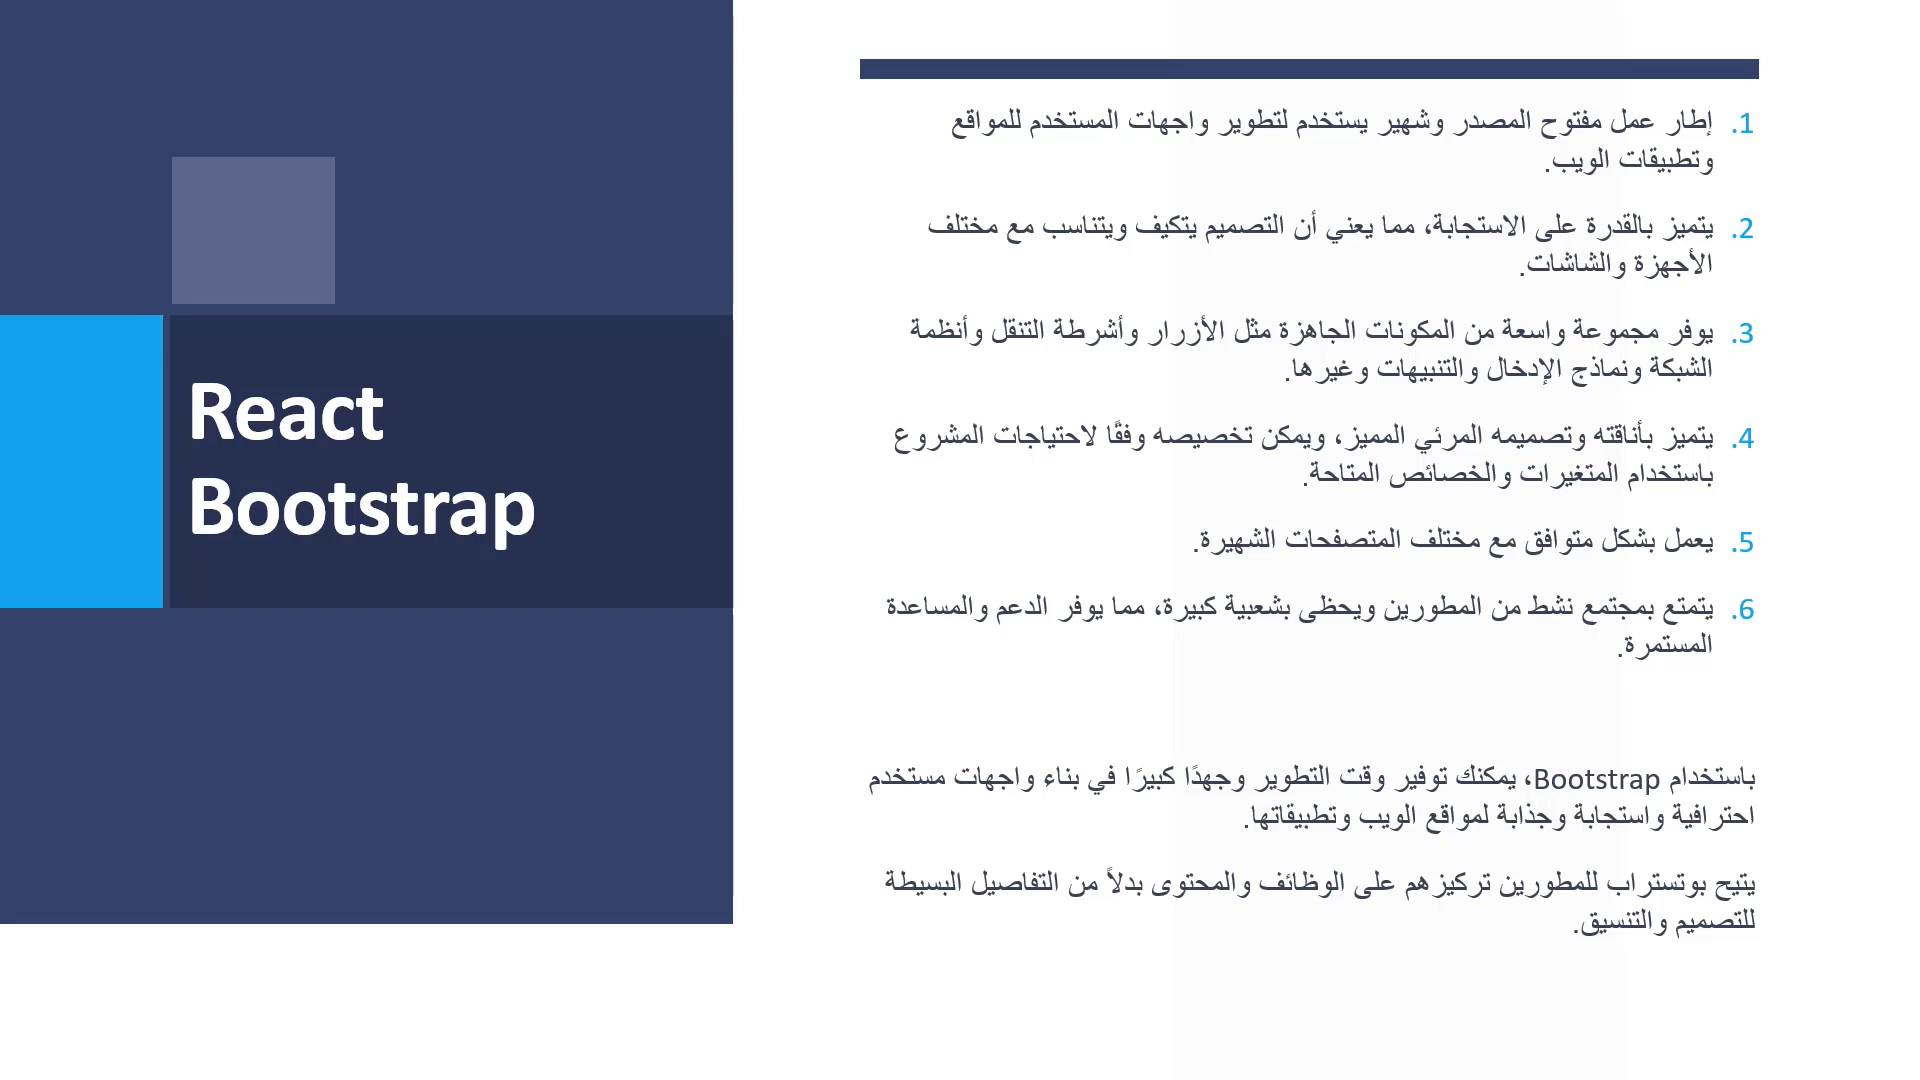 React
Bootstrap
1. إطار عمل مفتوح المصدر وشهير يستخدم لتطوير واجهات المستخدم للمواقع
وتطبيقات الويب.
2. يتميز بالقدرة على الاستجابة، مما يعني أن التصميم يتكيف ويتناسب مع مختلف
الأجهزة والشاشات.
3. يوفر مجموعة واسعة من المكونات الجاهزة مثل الأزرار وأشرطة التنقل وأنظمة
الشبكة ونماذج الإدخال والتنبيهات وغيرها.
4. يتميز بأناقته وتصميمه المرئي المميز، ويمكن تخصيصه وفقًا لاحتياجات المشروع
باستخدام المتغيرات والخصائص المتاحة.
5. يعمل بشكل متوافق مع مختلف المتصفحات الشهيرة.
6. يتمتع بمجتمع نشط من المطورين ويحظى بشعبية كبيرة، مما يوفر الدعم والمساعدة
المستمرة.
باستخدام Bootstrap، يمكنك توفير وقت التطوير وجهدًا كبيرًا في بناء واجهات مستخدم
احترافية واستجابة وجذابة لمواقع الويب وتطبيقاتها.
يتيح بوتستراب للمطورين تركيزهم على الوظائف والمحتوى بدلاً من التفاصيل البسيطة
للتصميم والتنسيق.